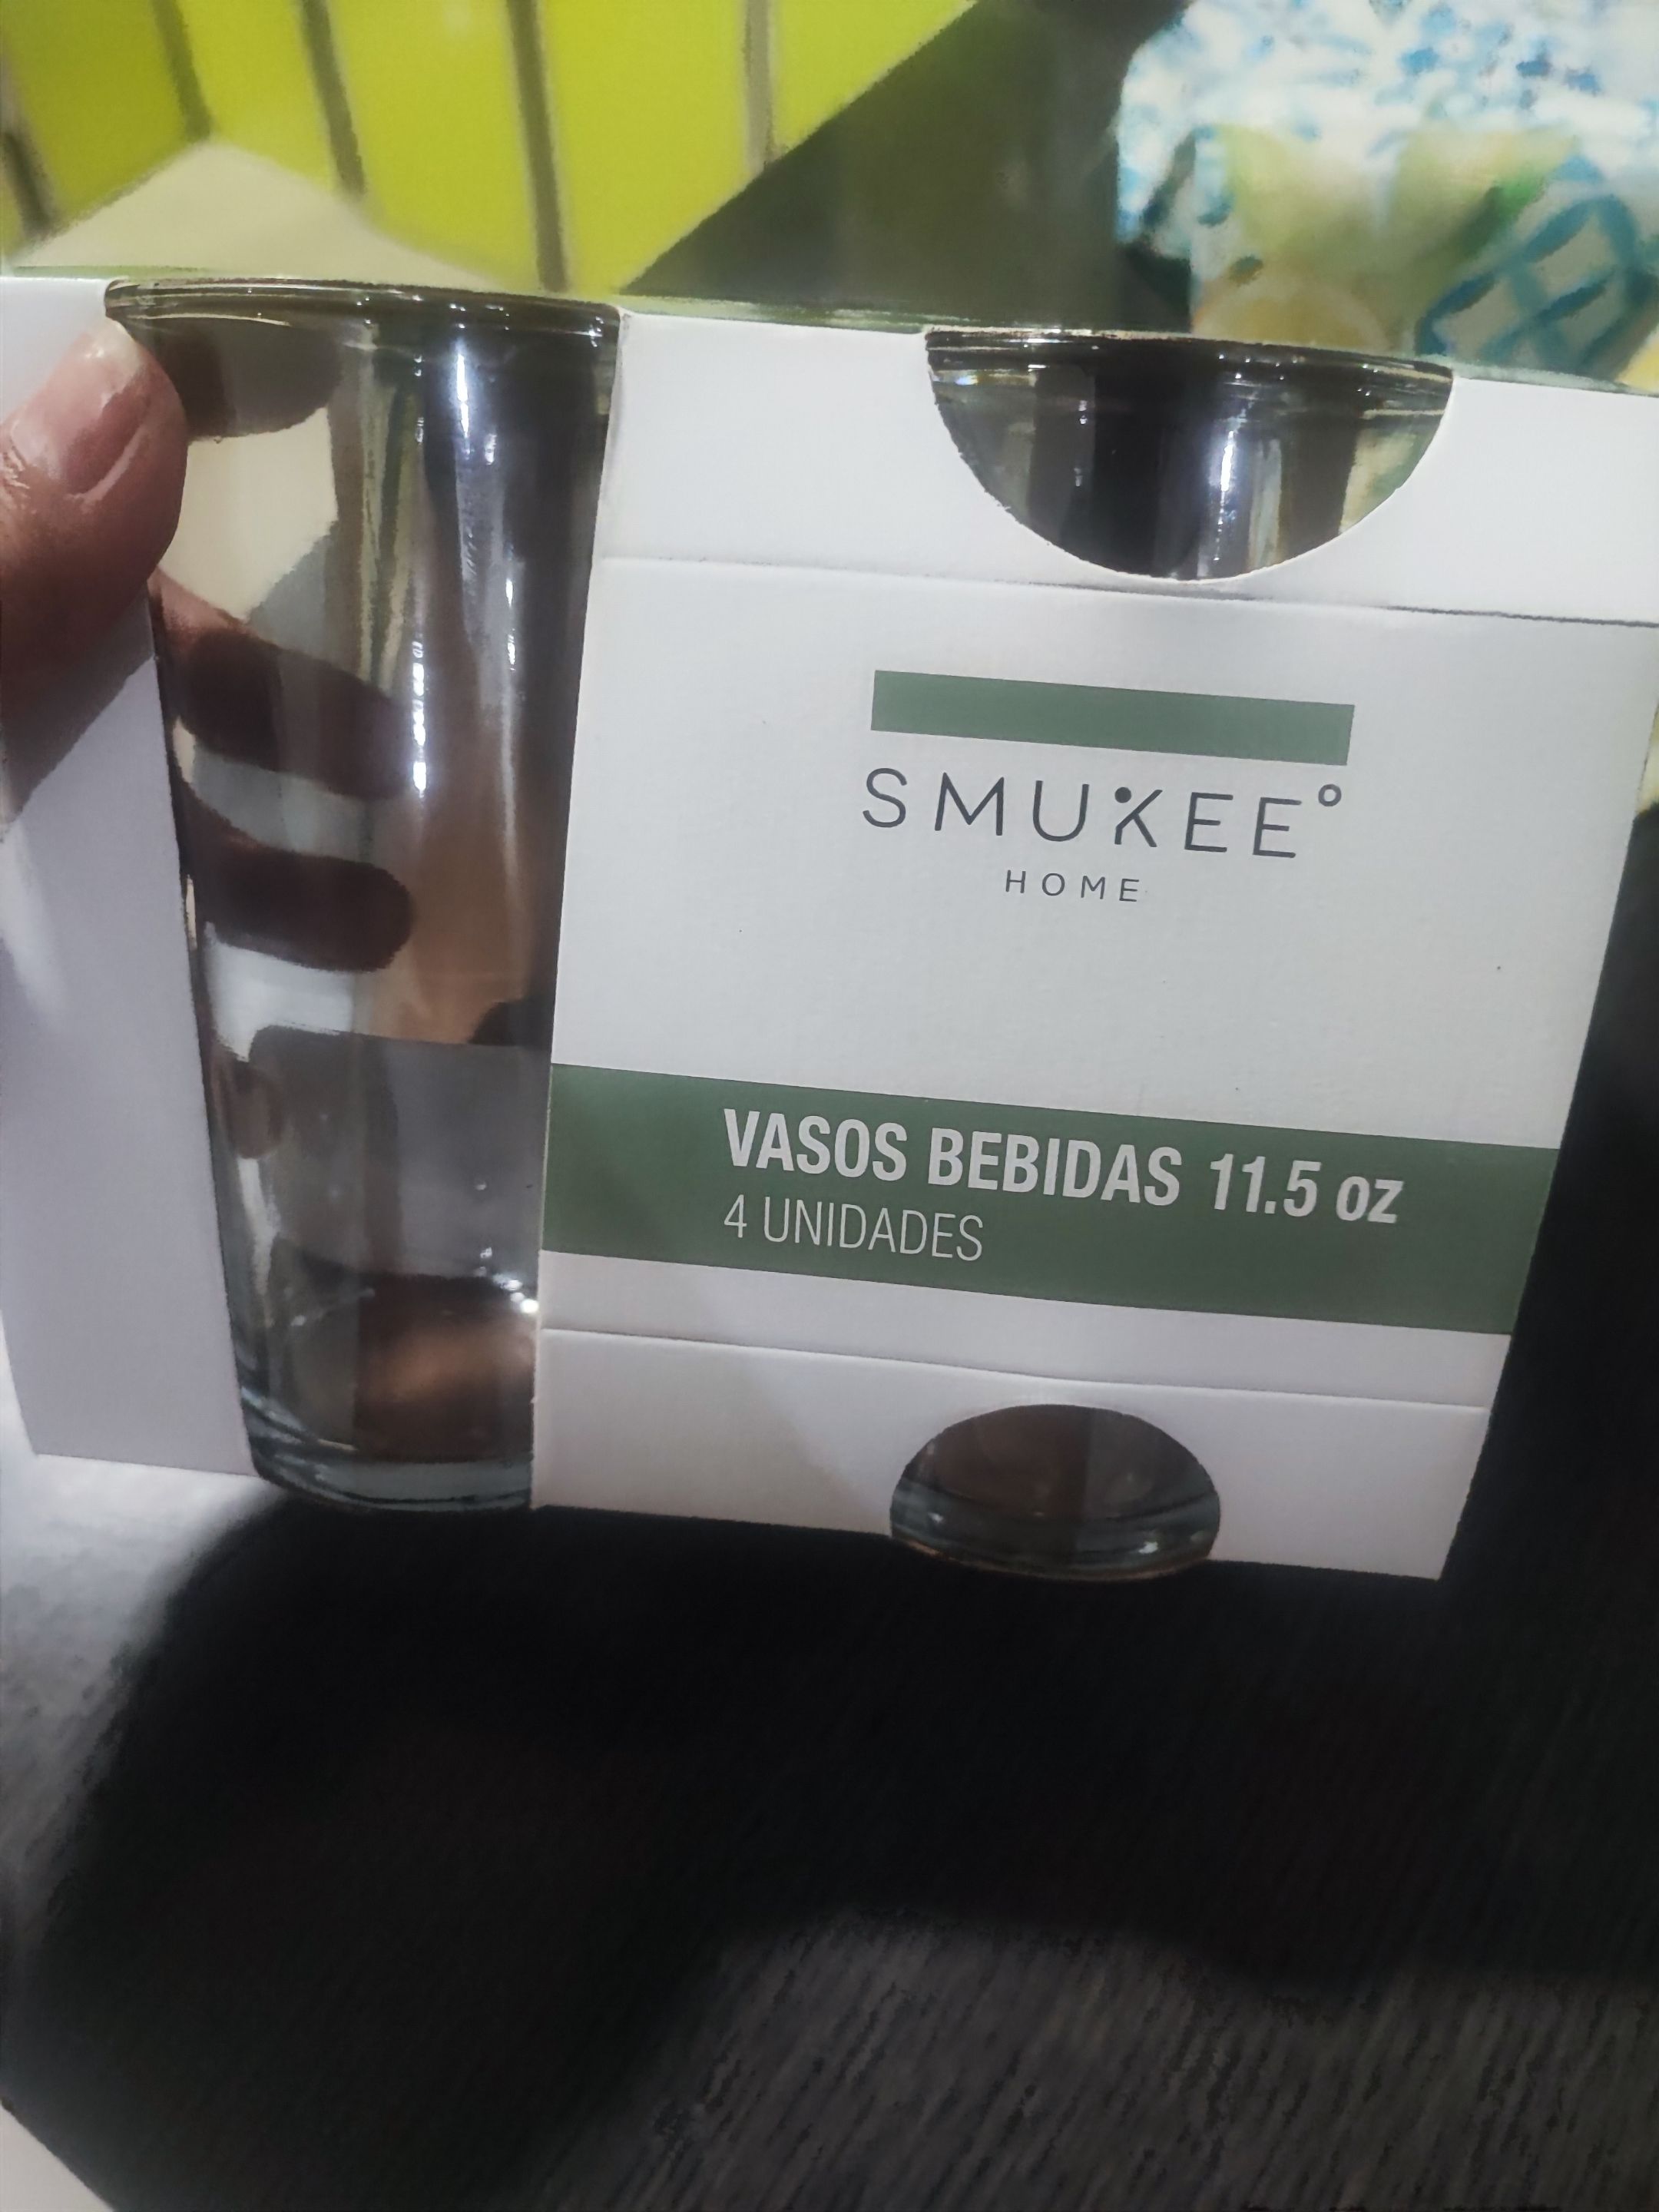 SMUKEE°
HOME
VASOS BEBIDAS 11.5 oz
4 UNIDADES